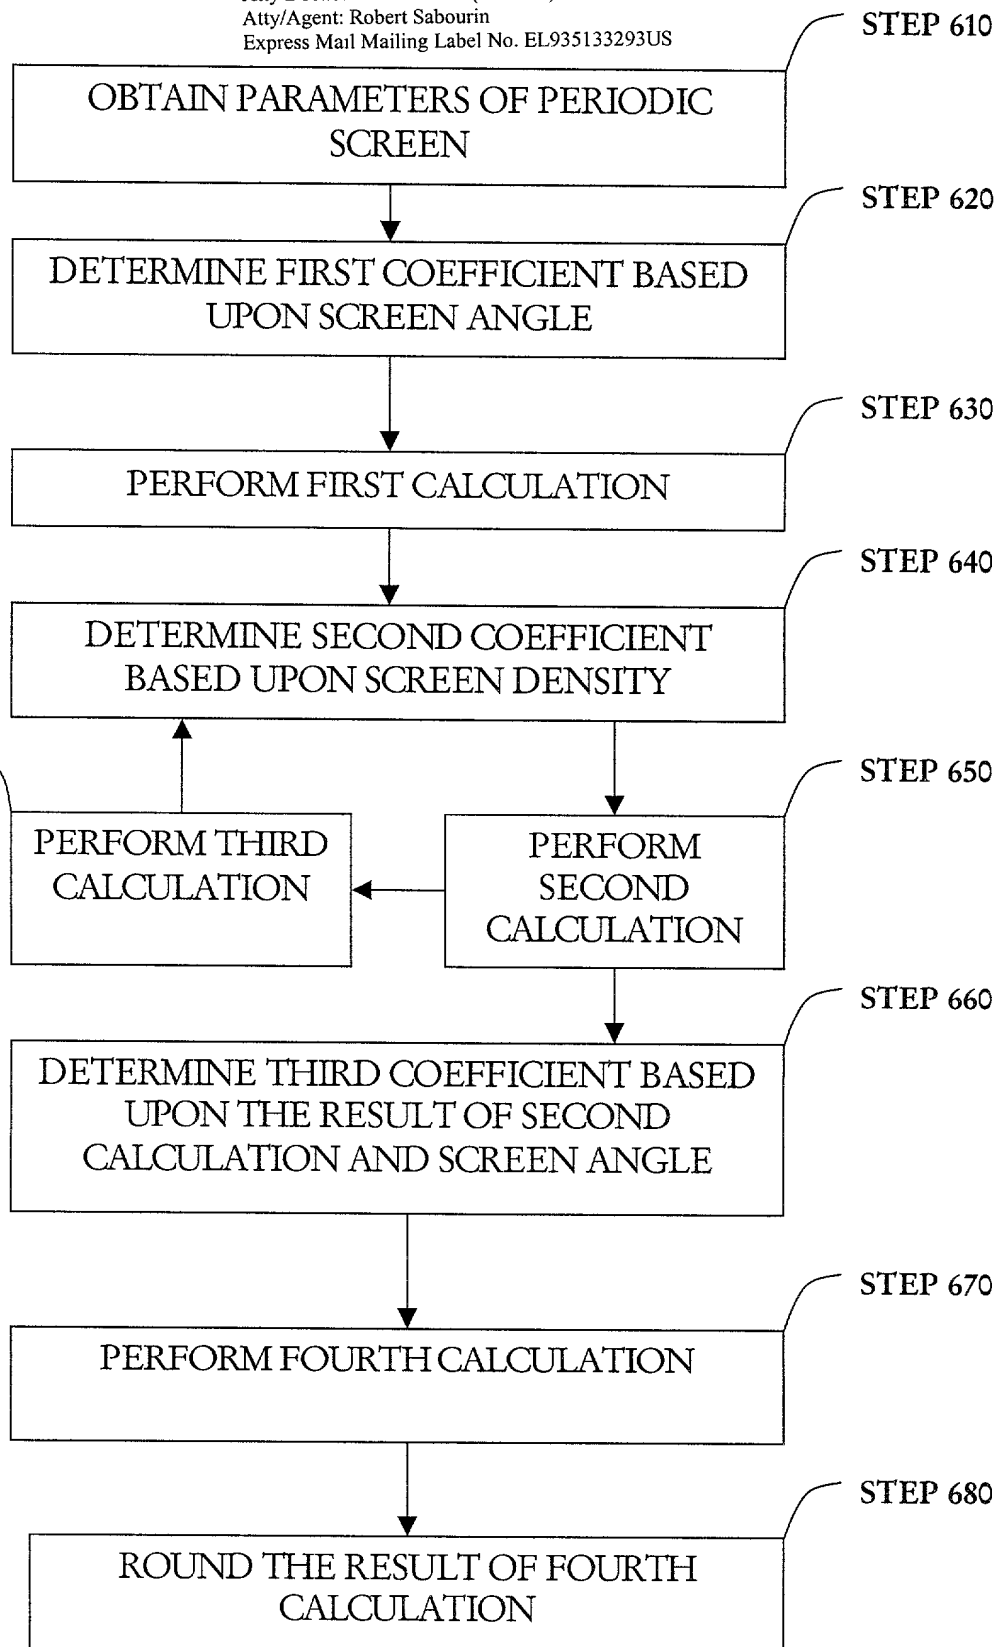 Atty/Agent: Robert Sabourin
Express Mail Mailing Label No. EL935133293US
STEP 610
OBTAIN PARAMETERS OF PERIODIC
SCREEN
STEP 620
DETERMINE FIRST COEFFICIENT BASED
UPON SCREEN ANGLE
STEP 630
PERFORM FIRST CALCULATION
STEP 640
DETERMINE SECOND COEFFICIENT
BASED UPON SCREEN DENSITY
STEP 650
PERFORM THIRD
CALCULATION
PERFORM
SECOND
CALCULATION
STEP 660
DETERMINE THIRD COEFFICIENT BASED
UPON THE RESULT OF SECOND
CALCULATION AND SCREEN ANGLE
STEP 670
PERFORM FOURTH CALCULATION
STEP 680
ROUND THE RESULT OF FOURTH
CALCULATION